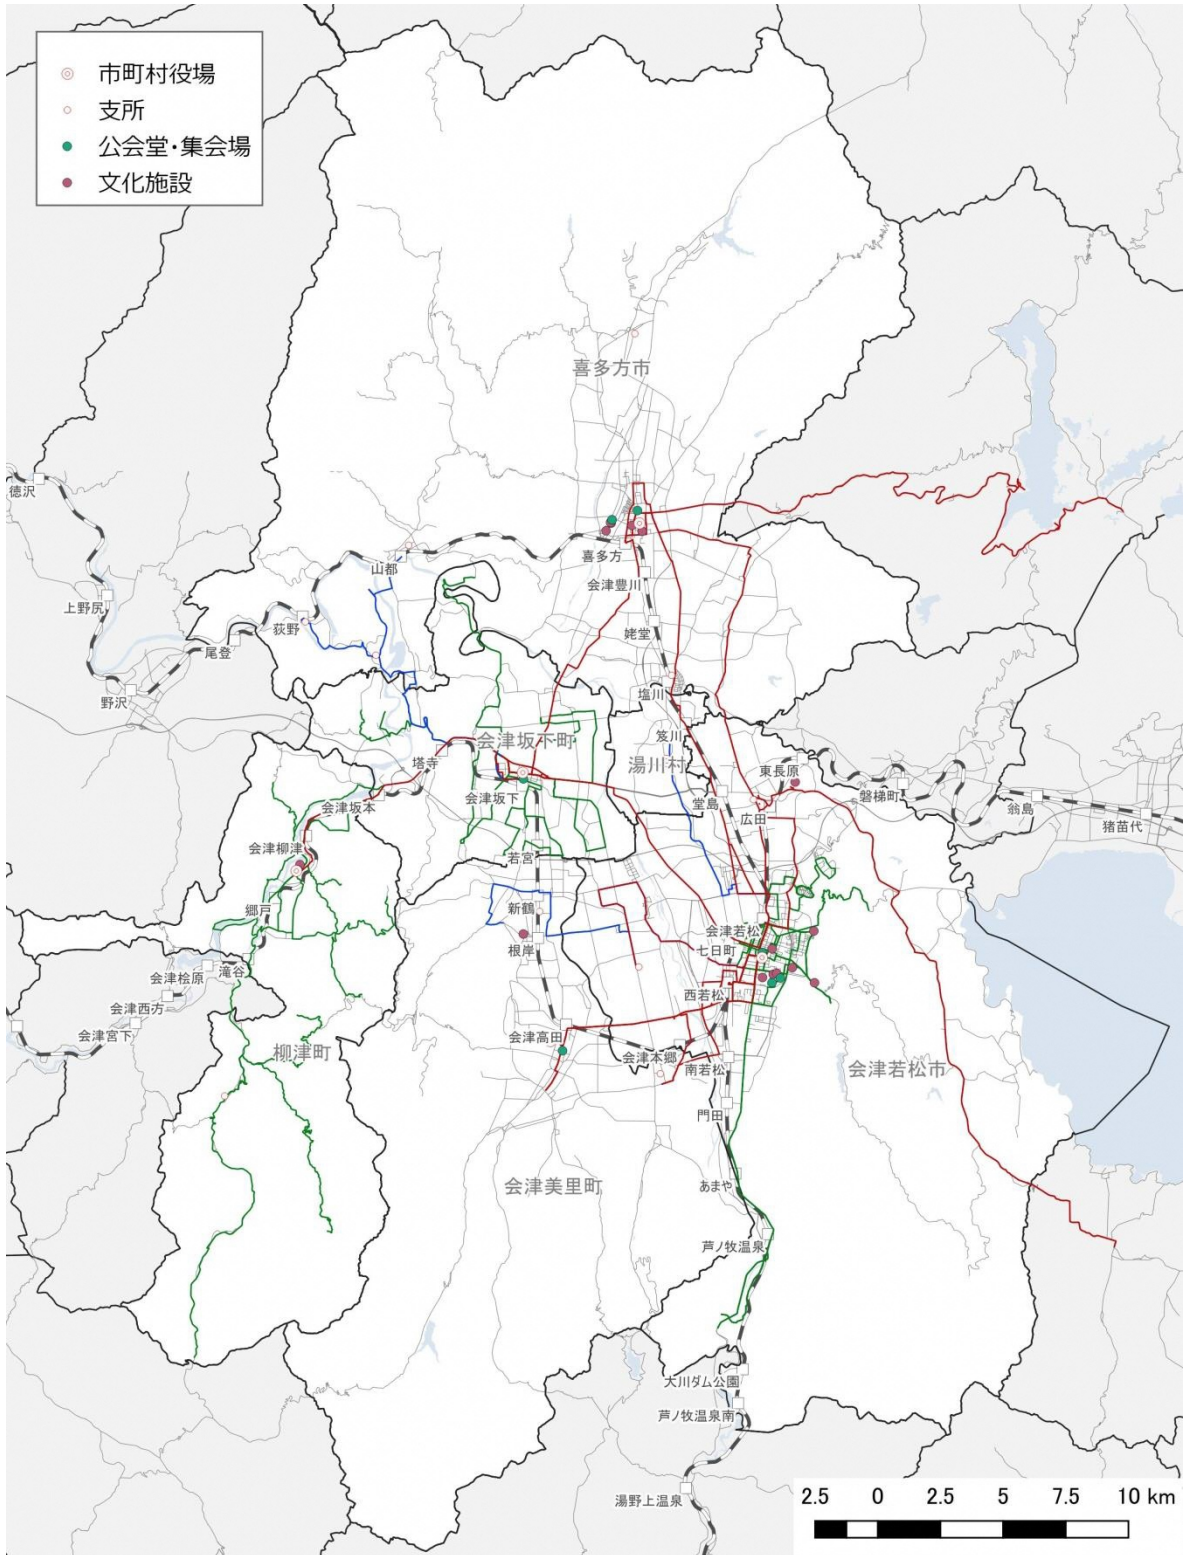 市町村役場
支所
公会堂・集会場
文化施設
喜多方市
徳沢
喜多方
山都
会津豊川
上野尻
荻野
姥堂
尾登
野沢
塩川
笈川
会津坂下町
湯川村
塔寺
東長原
磐梯町
会津坂下
堂島
翁島
会津坂本
広田
猪苗代
会津柳津
若宮
郷戸
新鶴
会津若松
根岸
七日町
滝谷
会津桧原
西若松
会津西方
会津宮下
会津高田
柳津町
会津本郷
南若松
会津若松市
門田
会津美里町
あまや
芦ノ牧温泉
大川ダム公園
芦ノ牧温泉南
湯野上温泉
2.5 0 2.5 5 7.5 10 km